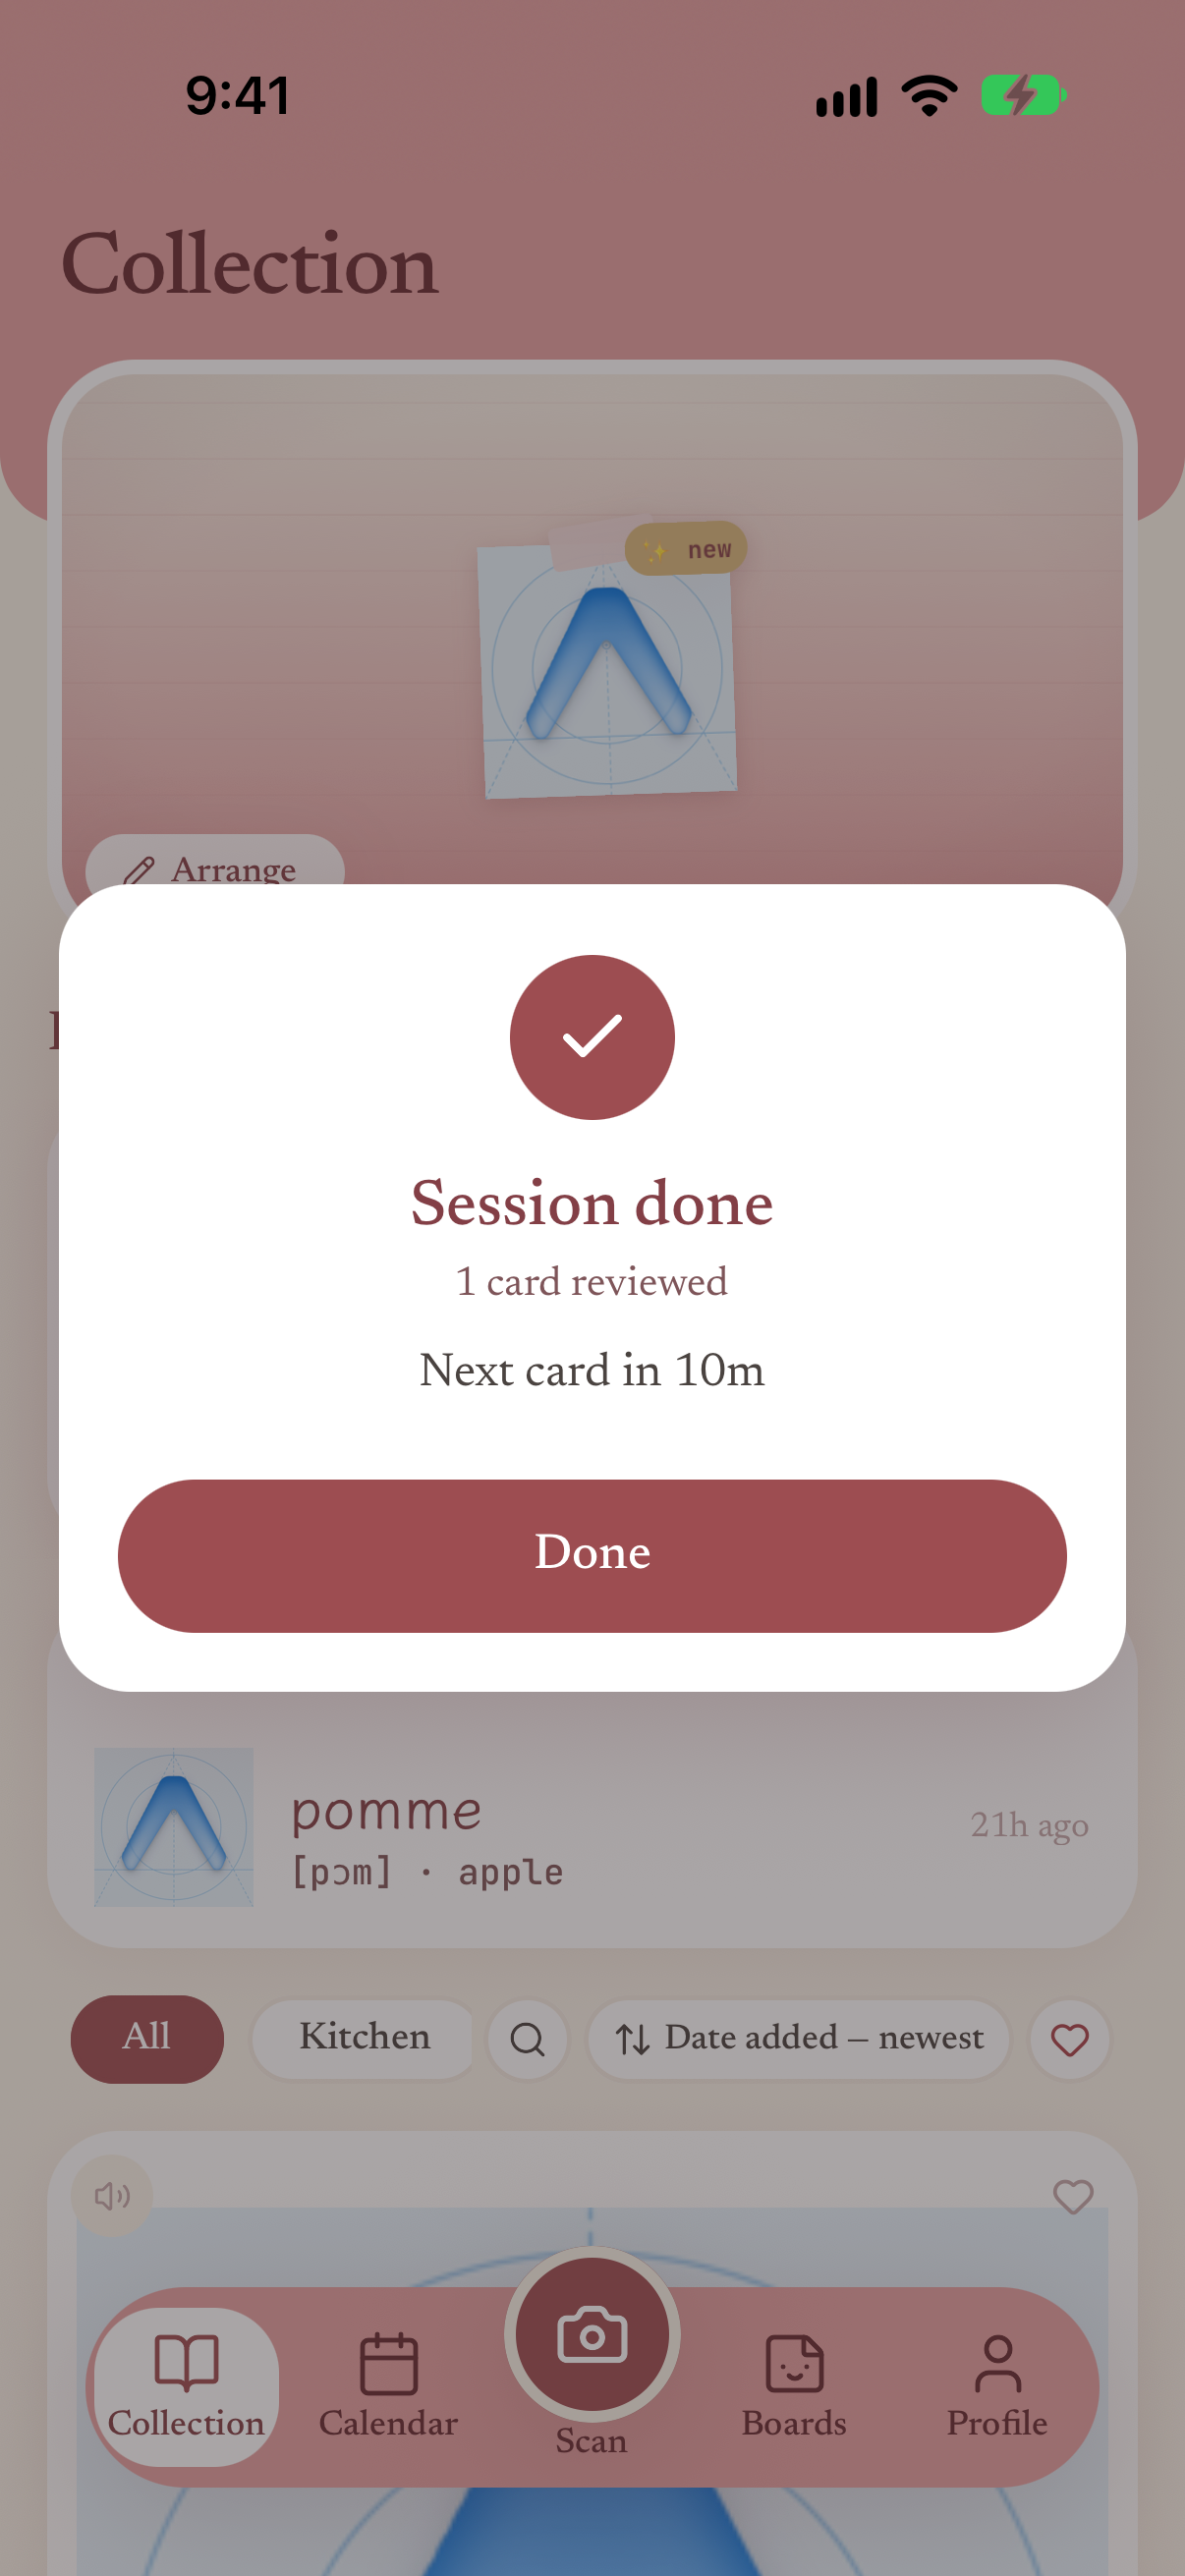 9:41
Collection
✨ new
Arrange
Session done
1 card reviewed
Next card in 10m
Done
pomme
21h ago
[pɔm] · apple
All
Kitchen
Date added – newest
Collection
Calendar
Scan
Boards
Profile